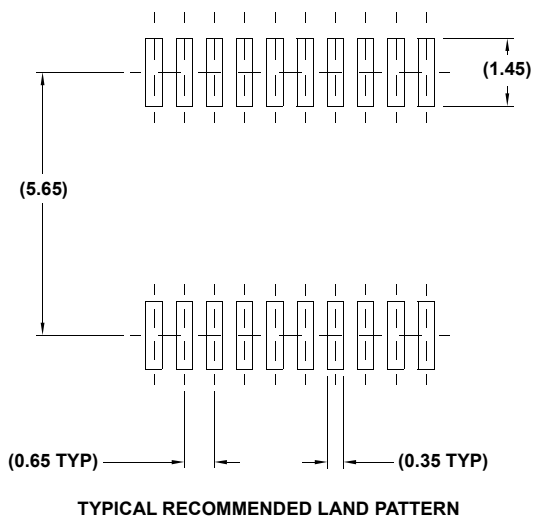 (1.45)
(5.65)
(0.65 TYP)
(0.35 TYP)
TYPICAL RECOMMENDED LAND PATTERN